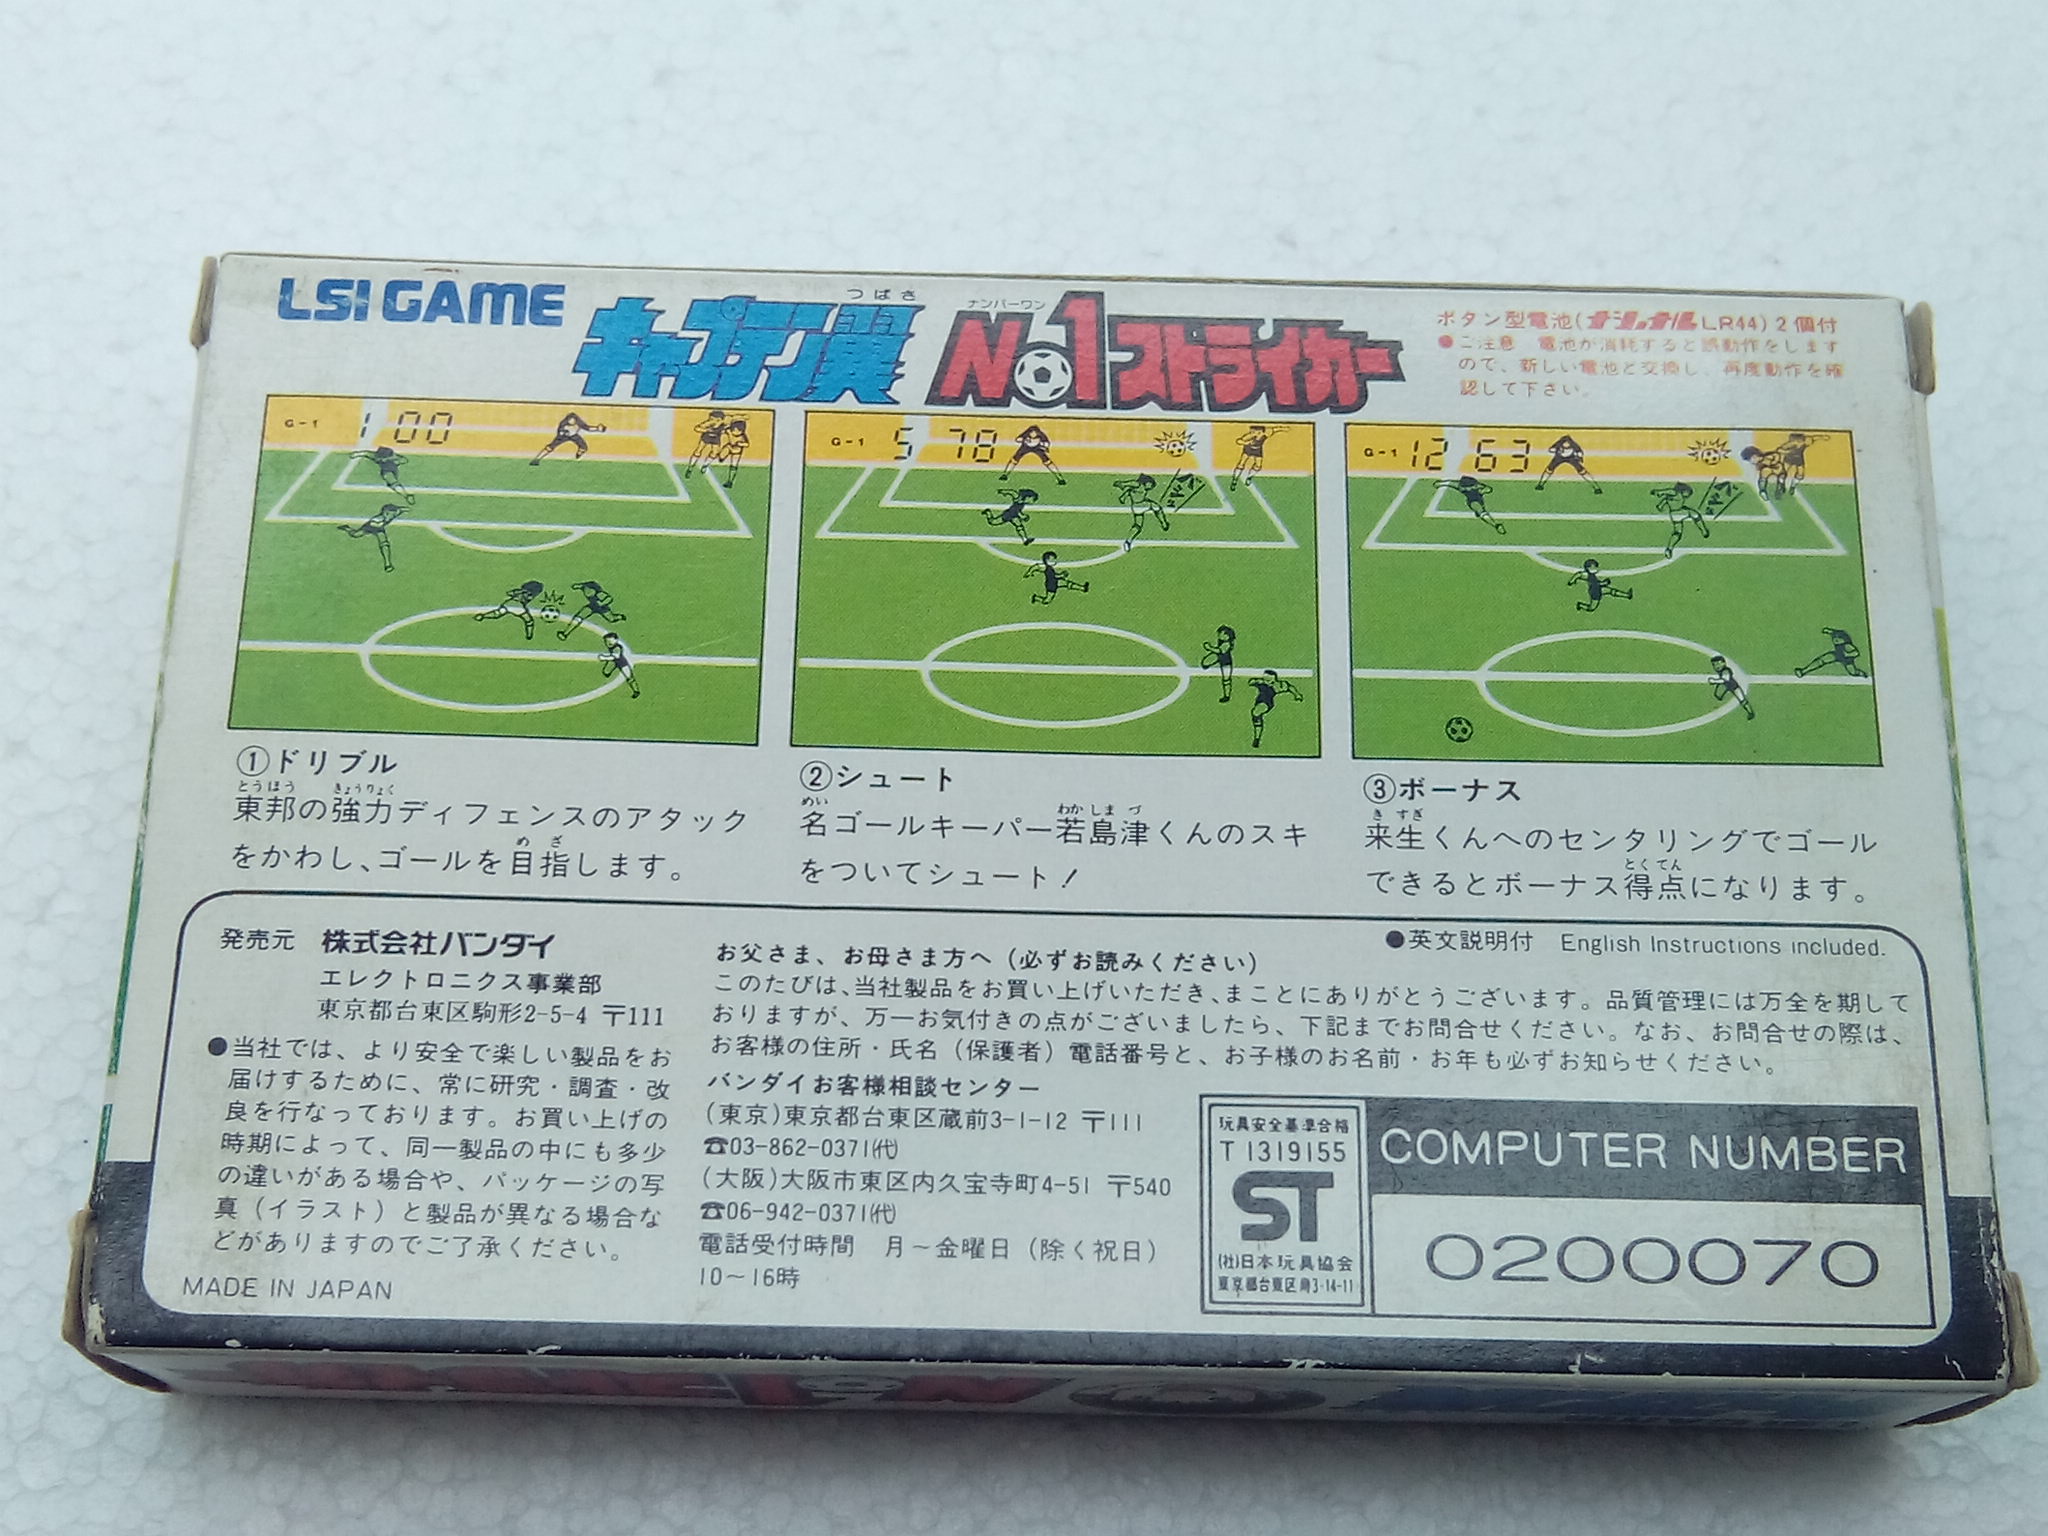 LSI GAME
つばさ
キャプテン翼
ナンバーワン
No.1ストライカー
ボタン型電池(ナショナルLR44)2個付
●ご注意 電池が消耗すると誤動作をします
ので、新しい電池と交換し、再度動作を確
認して下さい。
G-1 1 00
G-1 5 78
G-1 12 63
①ドリブル
とうほう きょうりょく
東邦の強力ディフェンスのアタック
めざ
をかわし、ゴールを目指します。
②シュート
めい わかしまづ
名ゴールキーパー若島津くんのスキ
をついてシュート!
③ボーナス
きすぎ
来生くんへのセンタリングでゴール
とくてん
できるとボーナス得点になります。
発売元 株式会社バンダイ
エレクトロニクス事業部
東京都台東区駒形2-5-4 〒111
●当社では、より安全で楽しい製品をお
届けするために、常に研究・調査・改
良を行なっております。お買い上げの
時期によって、同一製品の中にも多少
の違いがある場合や、パッケージの写
真(イラスト)と製品が異なる場合な
どがありますのでご了承ください。
MADE IN JAPAN
●英文説明付 English Instructions included.
お父さま、お母さま方へ(必ずお読みください)
このたびは、当社製品をお買い上げいただき、まことにありがとうございます。品質管理には万全を期して
おりますが、万一お気付きの点がございましたら、下記までお問合せください。なお、お問合せの際は、
お客様の住所・氏名(保護者)電話番号と、お子様のお名前・お年も必ずお知らせください。
バンダイお客様相談センター
(東京)東京都台東区蔵前3-1-12 〒111
☎03-862-0371㈹
(大阪)大阪市東区内久宝寺町4-51 〒540
☎06-942-0371㈹
電話受付時間 月~金曜日(除く祝日)
10~16時
玩具安全基準合格
T 1319155
ST
(社)日本玩具協会
COMPUTER NUMBER
0200070